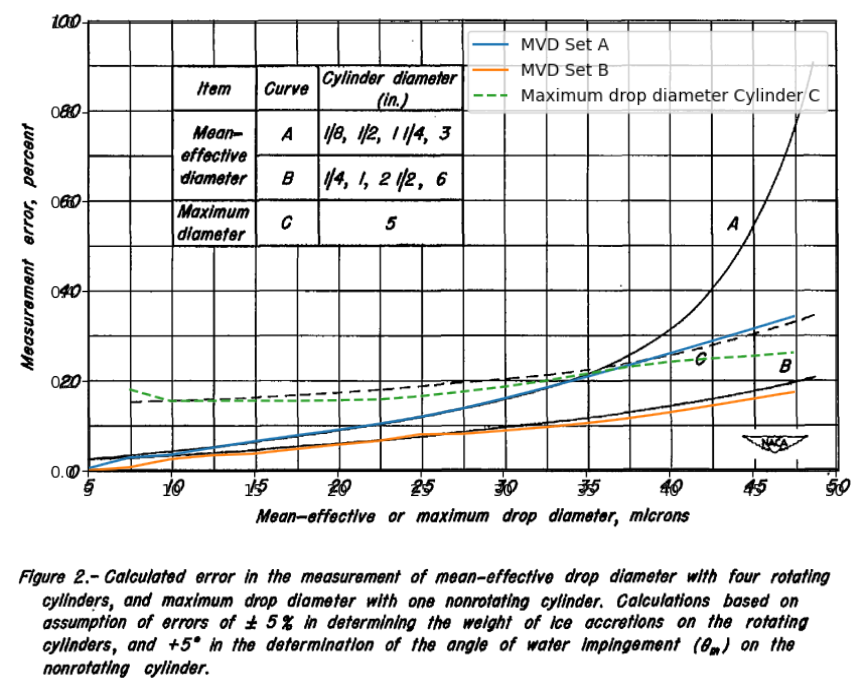 100
MVD Set A
MVD Set B
Maximum drop diameter Cylinder C
Item
Curve
Cylinder diameter
(in.)
Mean-
effective
diameter
A
1/8, 1/2, 1 1/4, 3
B
1/4, 1, 2 1/2, 6
Maximum
diameter
C
5
80
60
40
20
0
Measurement error, percent
A
C
B
NACA
5 10 15 20 25 30 35 40 45 50
Mean-effective or maximum drop diameter, microns
Figure 2.- Calculated error in the measurement of mean-effective drop diameter with four rotating
cylinders, and maximum drop diameter with one nonrotating cylinder. Calculations based on
assumption of errors of ± 5 % in determining the weight of ice accretions on the rotating
cylinders, and +5° in the determination of the angle of water impingement (θm) on the
nonrotating cylinder.